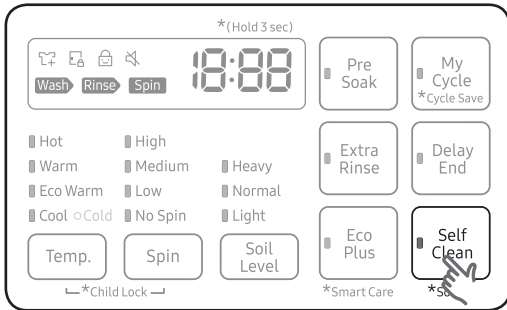 *(Hold 3 sec)
18:88
Wash Rinse Spin
Pre Soak
My Cycle
*Cycle Save
Hot High
Warm Medium Heavy
Eco Warm Low Normal
Cool Cold No Spin Light
Extra Rinse
Delay End
Temp. Spin Soil Level
Eco Plus
Self Clean
*Child Lock
*Smart Care